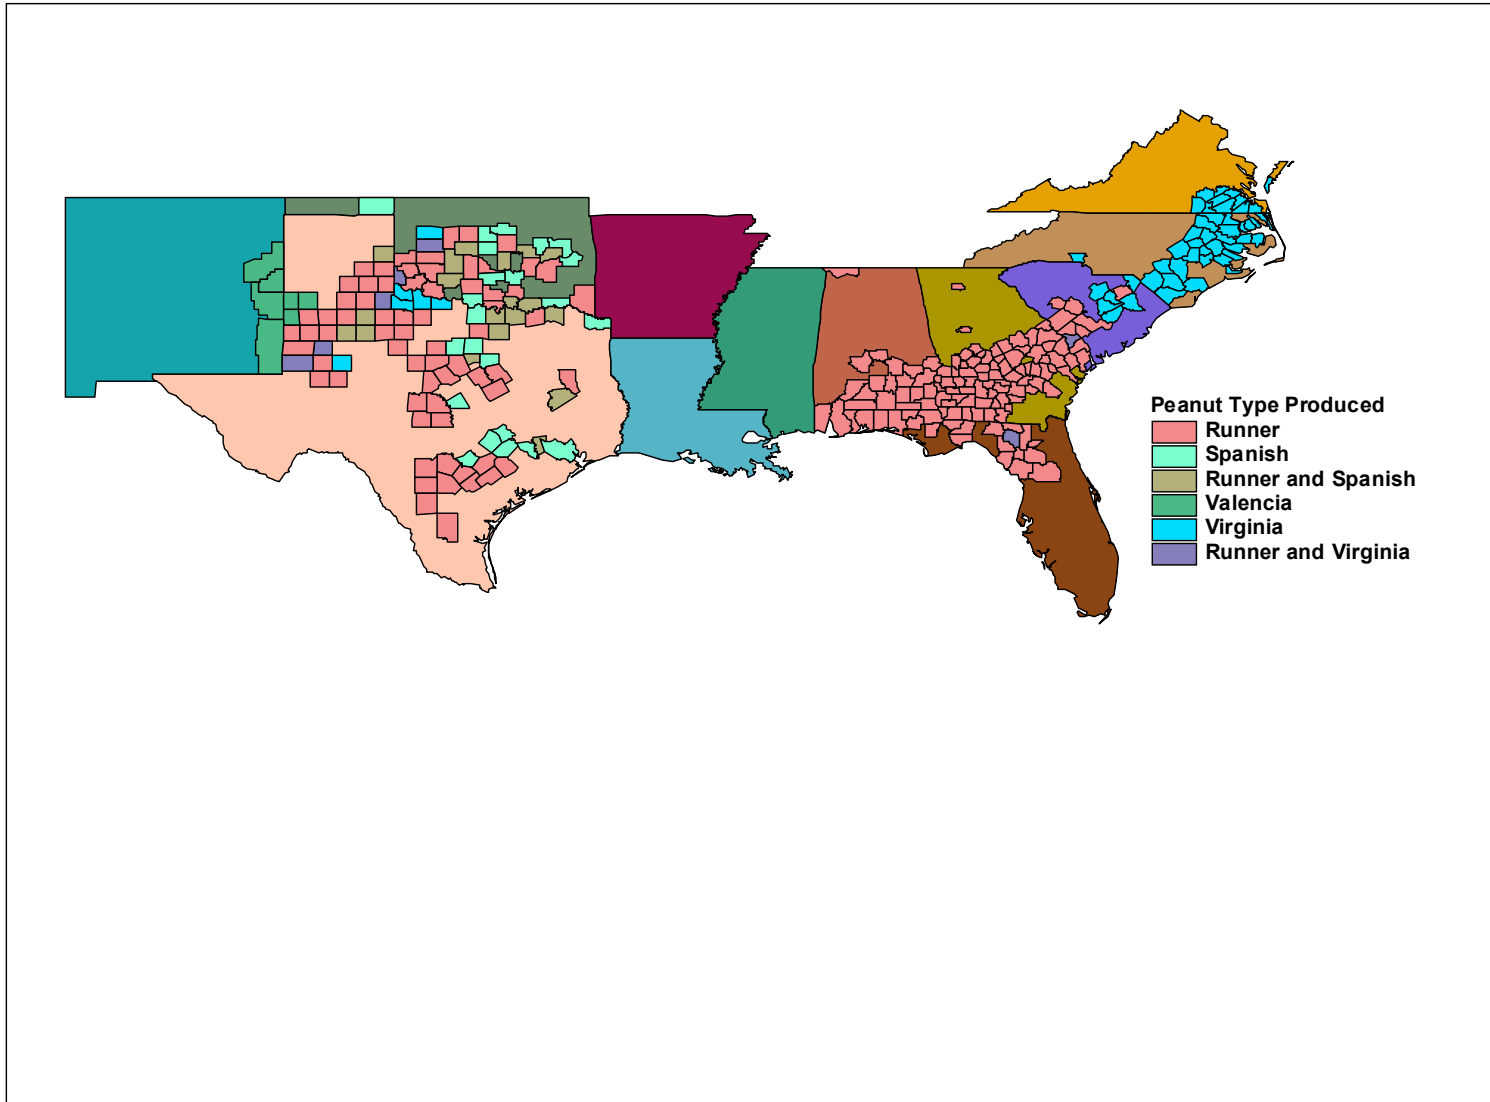 Peanut Type Produced
Runner
Spanish
Runner and Spanish
Valencia
Virginia
Runner and Virginia